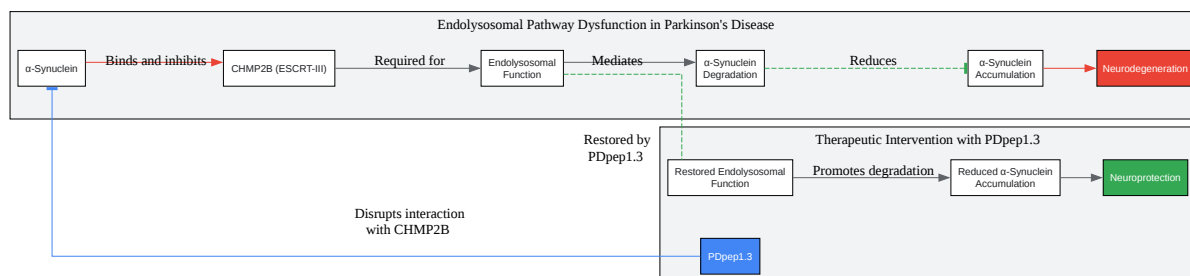 Endolysosomal Pathway Dysfunction in Parkinson's Disease
α-Synuclein
Binds and inhibits
CHMP2B (ESCRT-III)
Required for
Endolysosomal
Function
Mediates
α-Synuclein
Degradation
Reduces
α-Synuclein
Accumulation
Neurodegeneration
Restored by
PDpep1.3
Therapeutic Intervention with PDpep1.3
Restored Endolysosomal
Function
Promotes degradation
Reduced α-Synuclein
Accumulation
Neuroprotection
Disrupts interaction
with CHMP2B
PDpep1.3